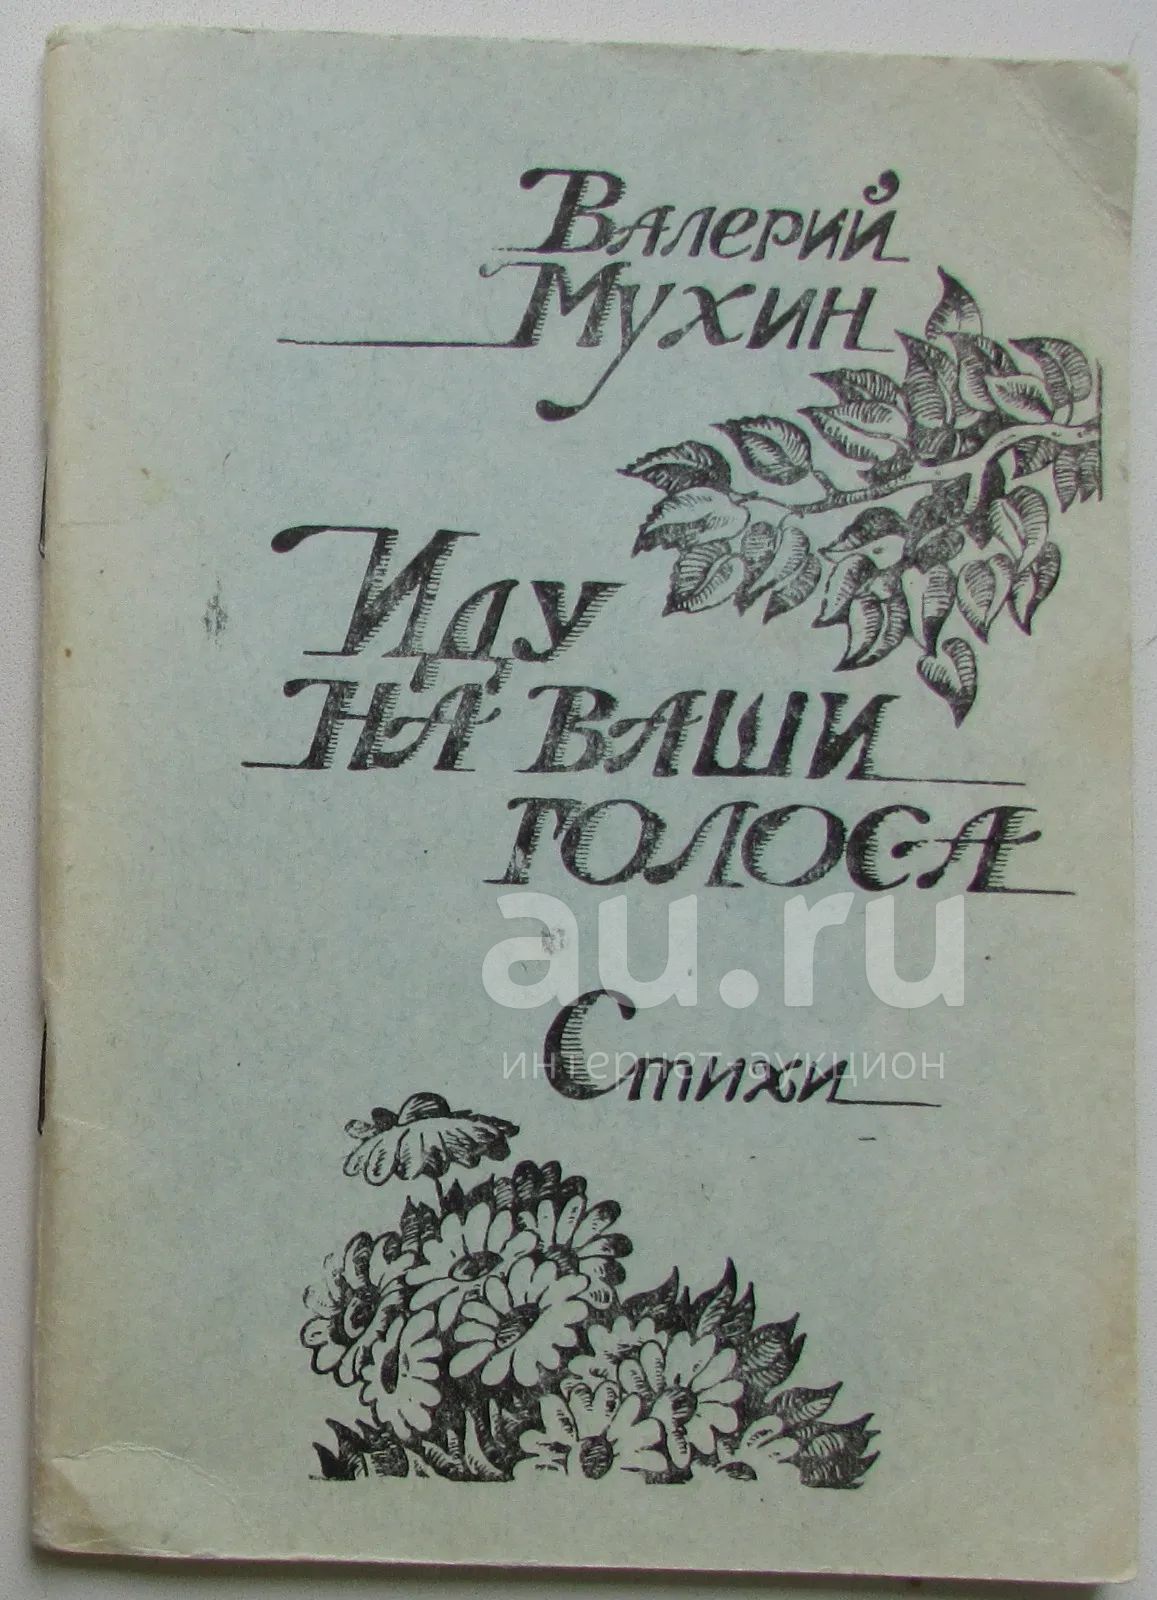 Валерий
Мухин
Иду
на ваши
голоса
au.ru
интернет-аукцион
Стихи